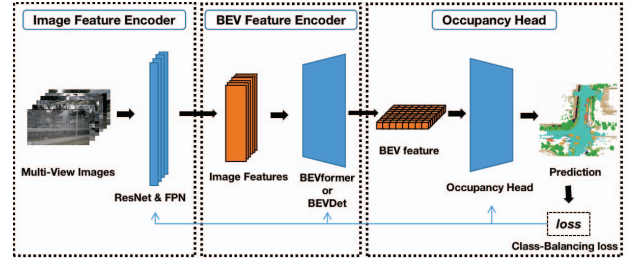 Image Feature Encoder
BEV Feature Encoder
Occupancy Head
Multi-View Images
ResNet & FPN
Image Features
BEVformer
or
BEVDet
BEV feature
Occupancy Head
Prediction
loss
Class-Balancing loss